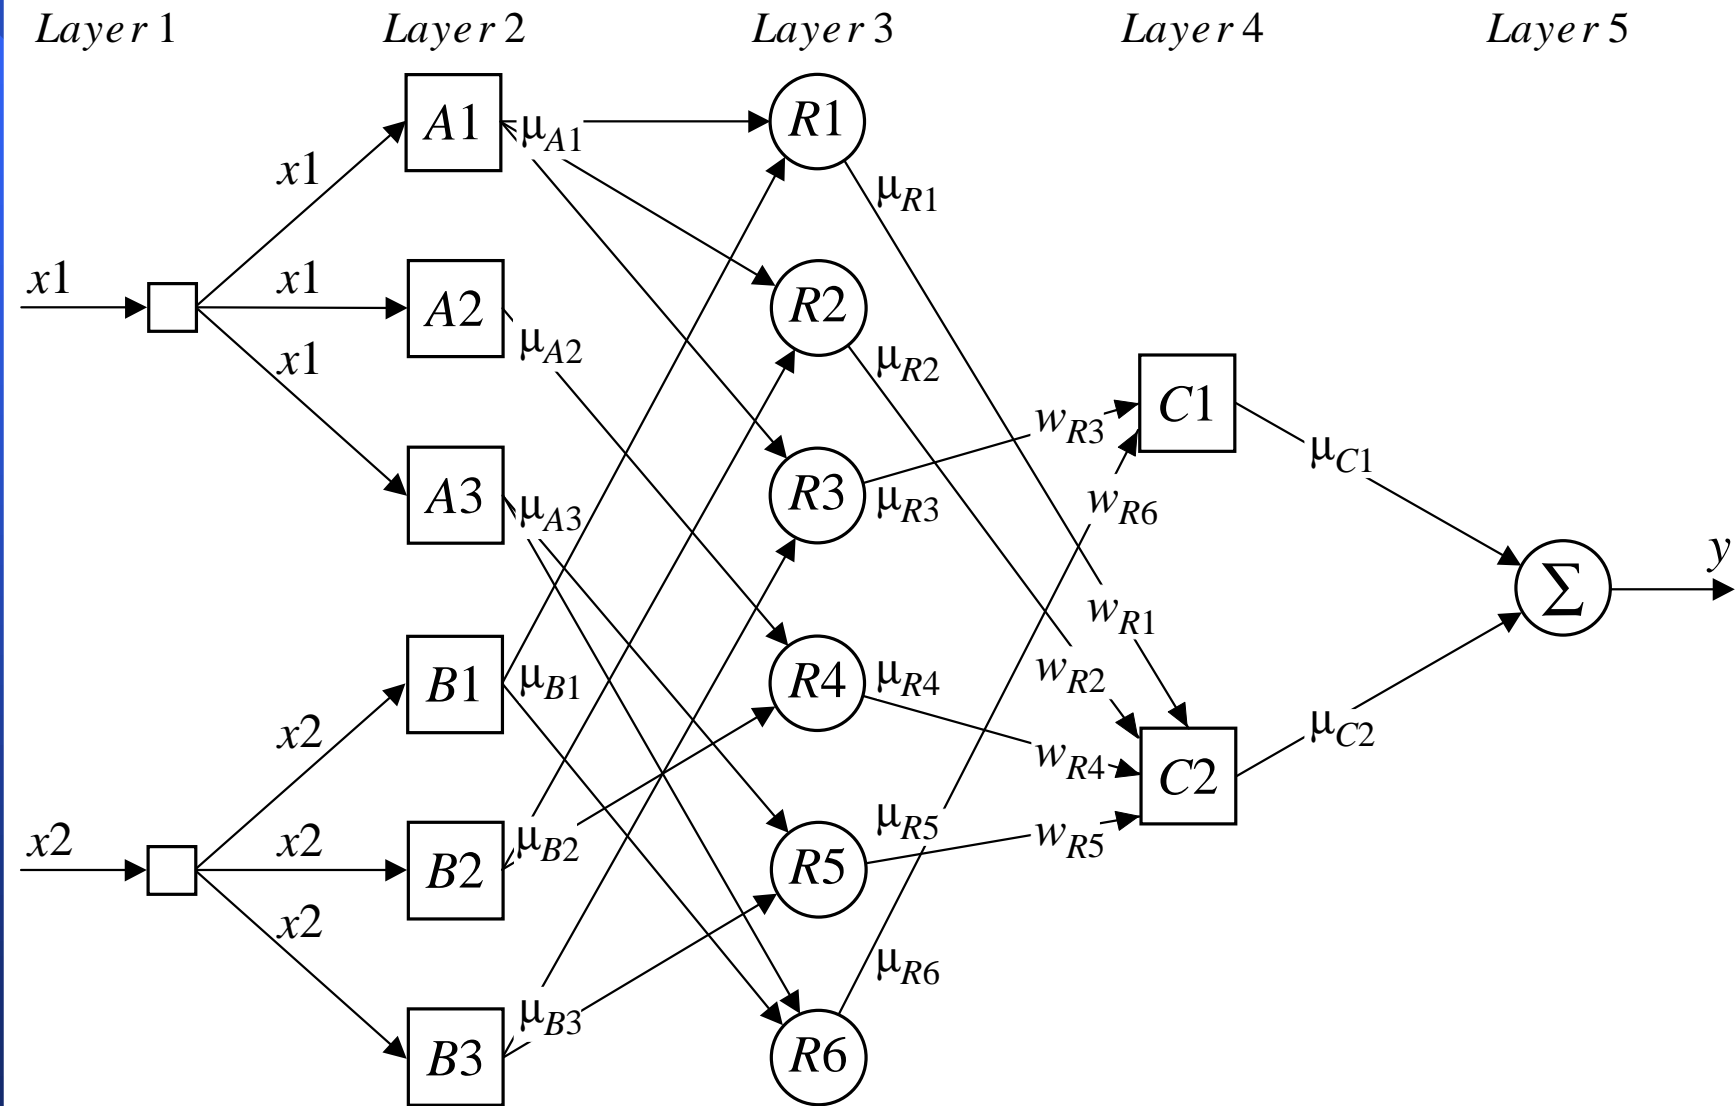 Layer 1 Layer 2 Layer 3 Layer 4 Layer 5
A1 μA1 R1
x1 μR1
x1 x1 A2 R2
μA2 μR2
x1 C1
wR3 μC1
A3 μA3 R3 μR3 wR6
y
Σ
wR1
B1 μB1 R4 μR4 wR2
x2 μC2
wR4 C2
x2 x2 B2 μB2 R5 μR5 wR5
x2
μR6
B3 μB3 R6